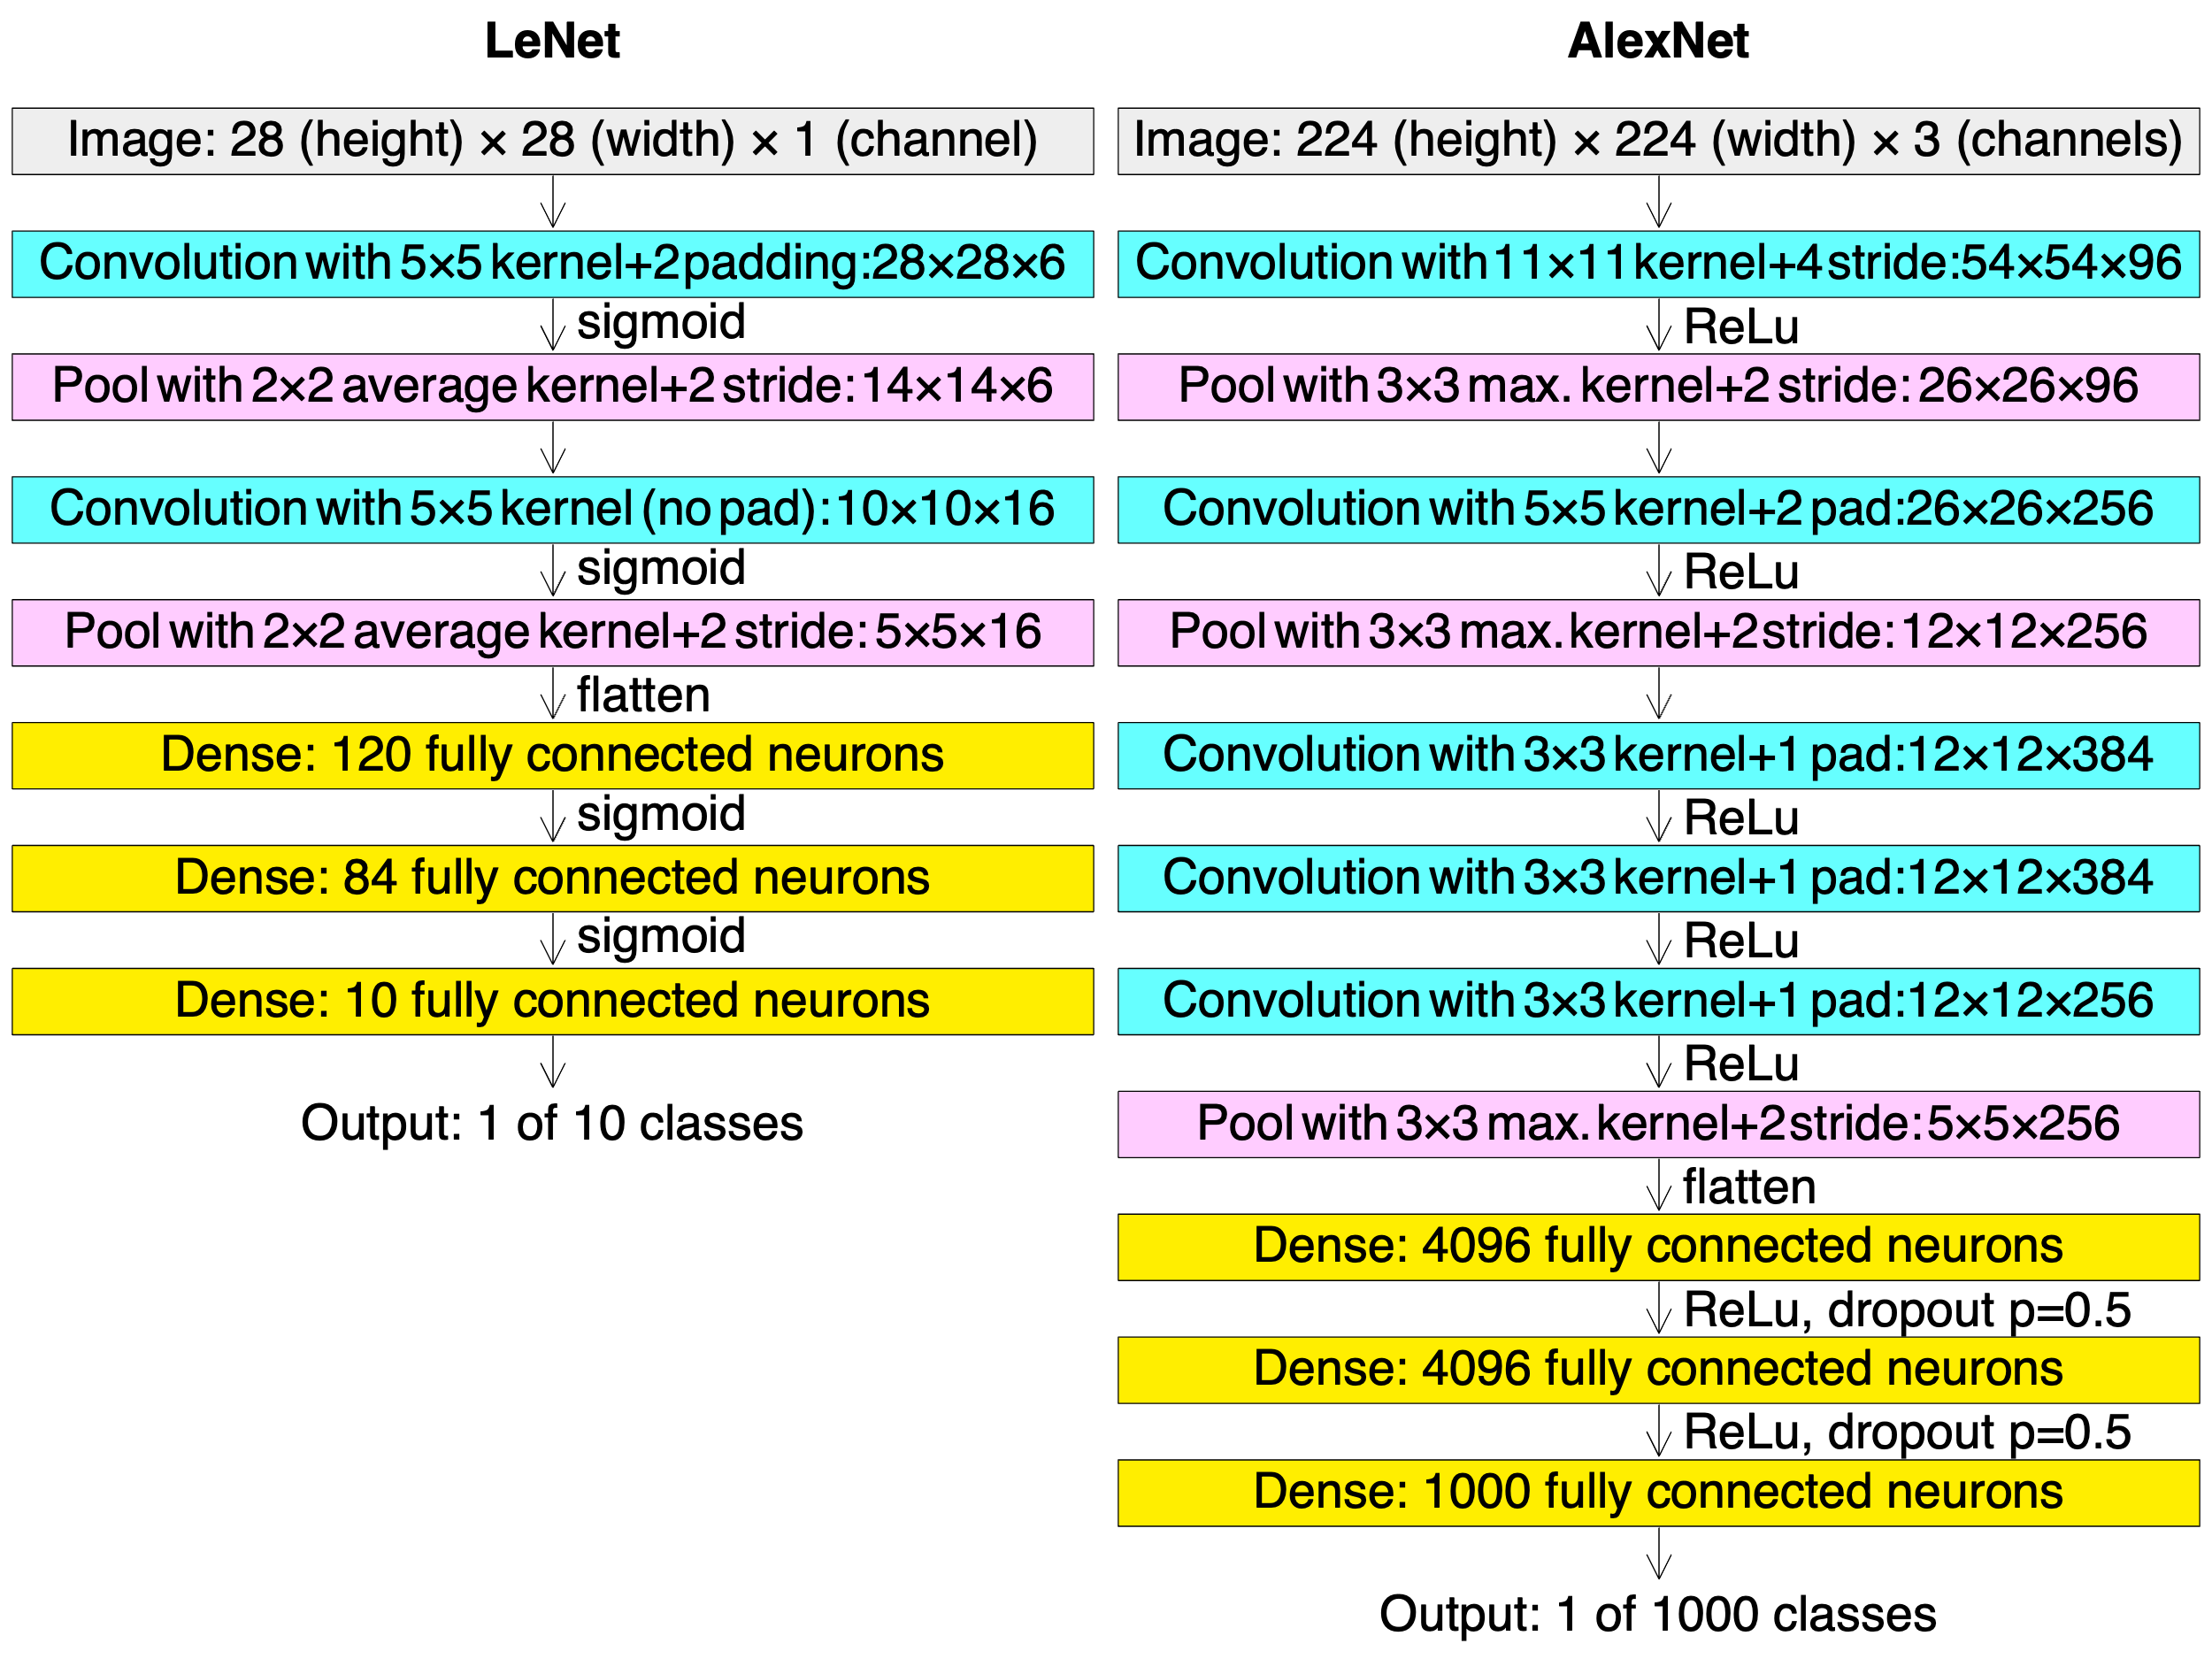 LeNet
Image: 28 (height) × 28 (width) × 1 (channel)
Convolution with 5×5 kernel+2padding:28×28×6
sigmoid
Pool with 2×2 average kernel+2 stride:14×14×6
Convolution with 5×5 kernel (no pad):10×10×16
sigmoid
Pool with 2×2 average kernel+2 stride: 5×5×16
flatten
Dense: 120 fully connected neurons
sigmoid
Dense: 84 fully connected neurons
sigmoid
Dense: 10 fully connected neurons
Output: 1 of 10 classes
AlexNet
Image: 224 (height) × 224 (width) × 3 (channels)
Convolution with 11×11 kernel+4 stride:54×54×96
ReLu
Pool with 3×3 max. kernel+2 stride: 26×26×96
Convolution with 5×5 kernel+2 pad:26×26×256
ReLu
Pool with 3×3 max. kernel+2stride: 12×12×256
Convolution with 3×3 kernel+1 pad:12×12×384
ReLu
Convolution with 3×3 kernel+1 pad:12×12×384
ReLu
Convolution with 3×3 kernel+1 pad:12×12×256
ReLu
Pool with 3×3 max. kernel+2stride:5×5×256
flatten
Dense: 4096 fully connected neurons
ReLu, dropout p=0.5
Dense: 4096 fully connected neurons
ReLu, dropout p=0.5
Dense: 1000 fully connected neurons
Output: 1 of 1000 classes